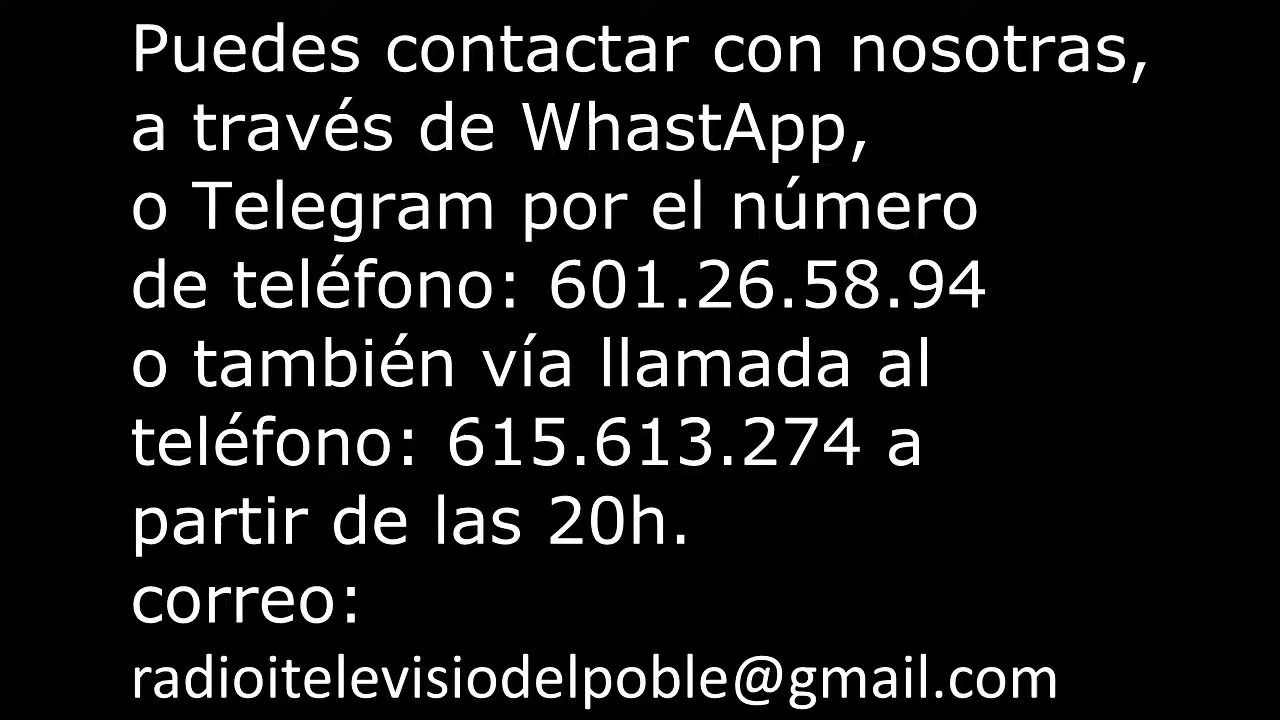 Puedes contactar con nosotras,
a través de WhastApp,
o Telegram por el número
de teléfono: 601.26.58.94
o también vía llamada al
teléfono: 615.613.274 a
partir de las 20h.
correo:
radioitelevisiodelpoble@gmail.com